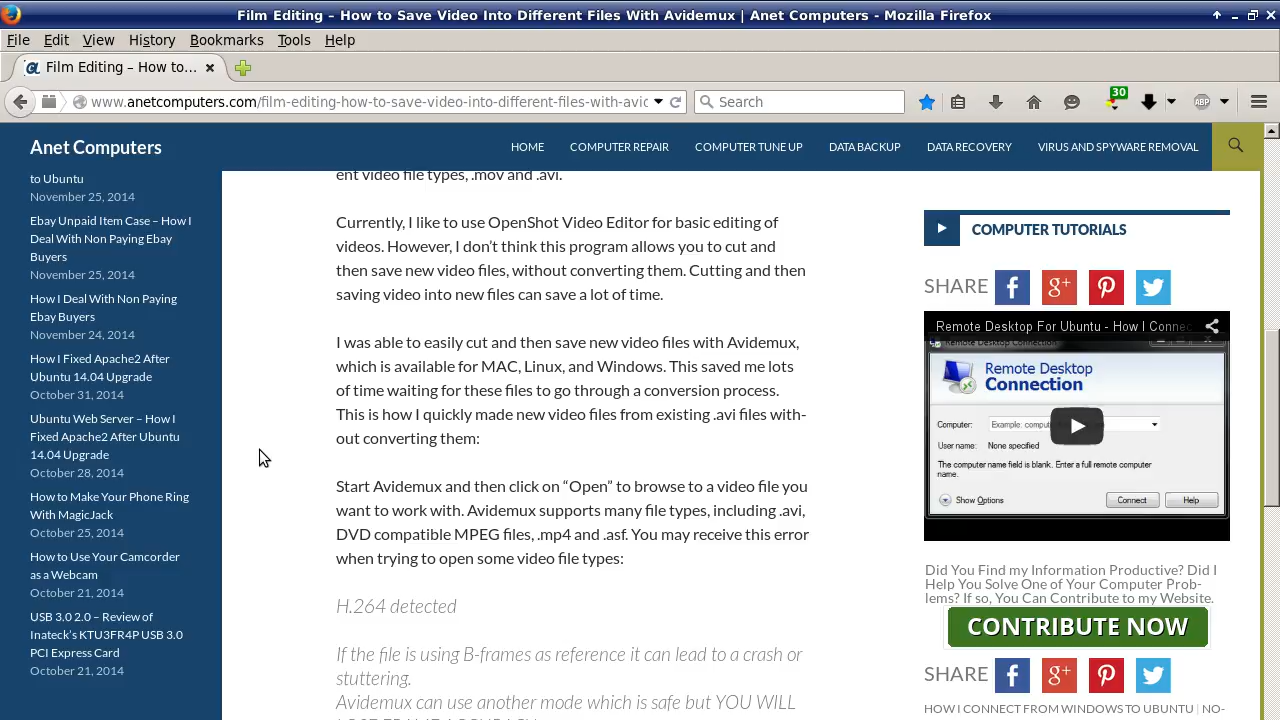 Film Editing – How to Save Video Into Different Files With Avidemux | Anet Computers - Mozilla Firefox
File Edit View History Bookmarks Tools Help
Film Editing – How to...
www.anetcomputers.com/film-editing-how-to-save-video-into-different-files-with-avid
Search
30
ABP
Anet Computers
HOME COMPUTER REPAIR COMPUTER TUNE UP DATA BACKUP DATA RECOVERY VIRUS AND SPYWARE REMOVAL
to Ubuntu
November 25, 2014
Ebay Unpaid Item Case – How I
Deal With Non Paying Ebay
Buyers
November 25, 2014
How I Deal With Non Paying
Ebay Buyers
November 24, 2014
How I Fixed Apache2 After
Ubuntu 14.04 Upgrade
October 31, 2014
Ubuntu Web Server – How I
Fixed Apache2 After Ubuntu
14.04 Upgrade
October 28, 2014
How to Make Your Phone Ring
With MagicJack
October 25, 2014
How to Use Your Camcorder
as a Webcam
October 21, 2014
USB 3.0 2.0 – Review of
Inateck's KTU3FR4P USB 3.0
PCI Express Card
October 21, 2014
ent video file types, .mov and .avi.
Currently, I like to use OpenShot Video Editor for basic editing of
videos. However, I don't think this program allows you to cut and
then save new video files, without converting them. Cutting and then
saving video into new files can save a lot of time.
I was able to easily cut and then save new video files with Avidemux,
which is available for MAC, Linux, and Windows. This saved me lots
of time waiting for these files to go through a conversion process.
This is how I quickly made new video files from existing .avi files with-
out converting them:
Start Avidemux and then click on “Open” to browse to a video file you
want to work with. Avidemux supports many file types, including .avi,
DVD compatible MPEG files, .mp4 and .asf. You may receive this error
when trying to open some video file types:
H.264 detected
If the file is using B-frames as reference it can lead to a crash or
stuttering.
Avidemux can use another mode which is safe but YOU WILL
LOSE FRAME ACCURACY
COMPUTER TUTORIALS
SHARE
Remote Desktop For Ubuntu - How I Connec
Remote Desktop Connection
Remote Desktop
Connection
Computer: Example: compu
User name: None specified
The computer name field is blank. Enter a full remote computer
name.
Show Options Connect Help
Did You Find my Information Productive? Did I
Help You Solve One of Your Computer Prob-
lems? If so, You Can Contribute to my Website.
CONTRIBUTE NOW
SHARE
HOW I CONNECT FROM WINDOWS TO UBUNTU | NO-